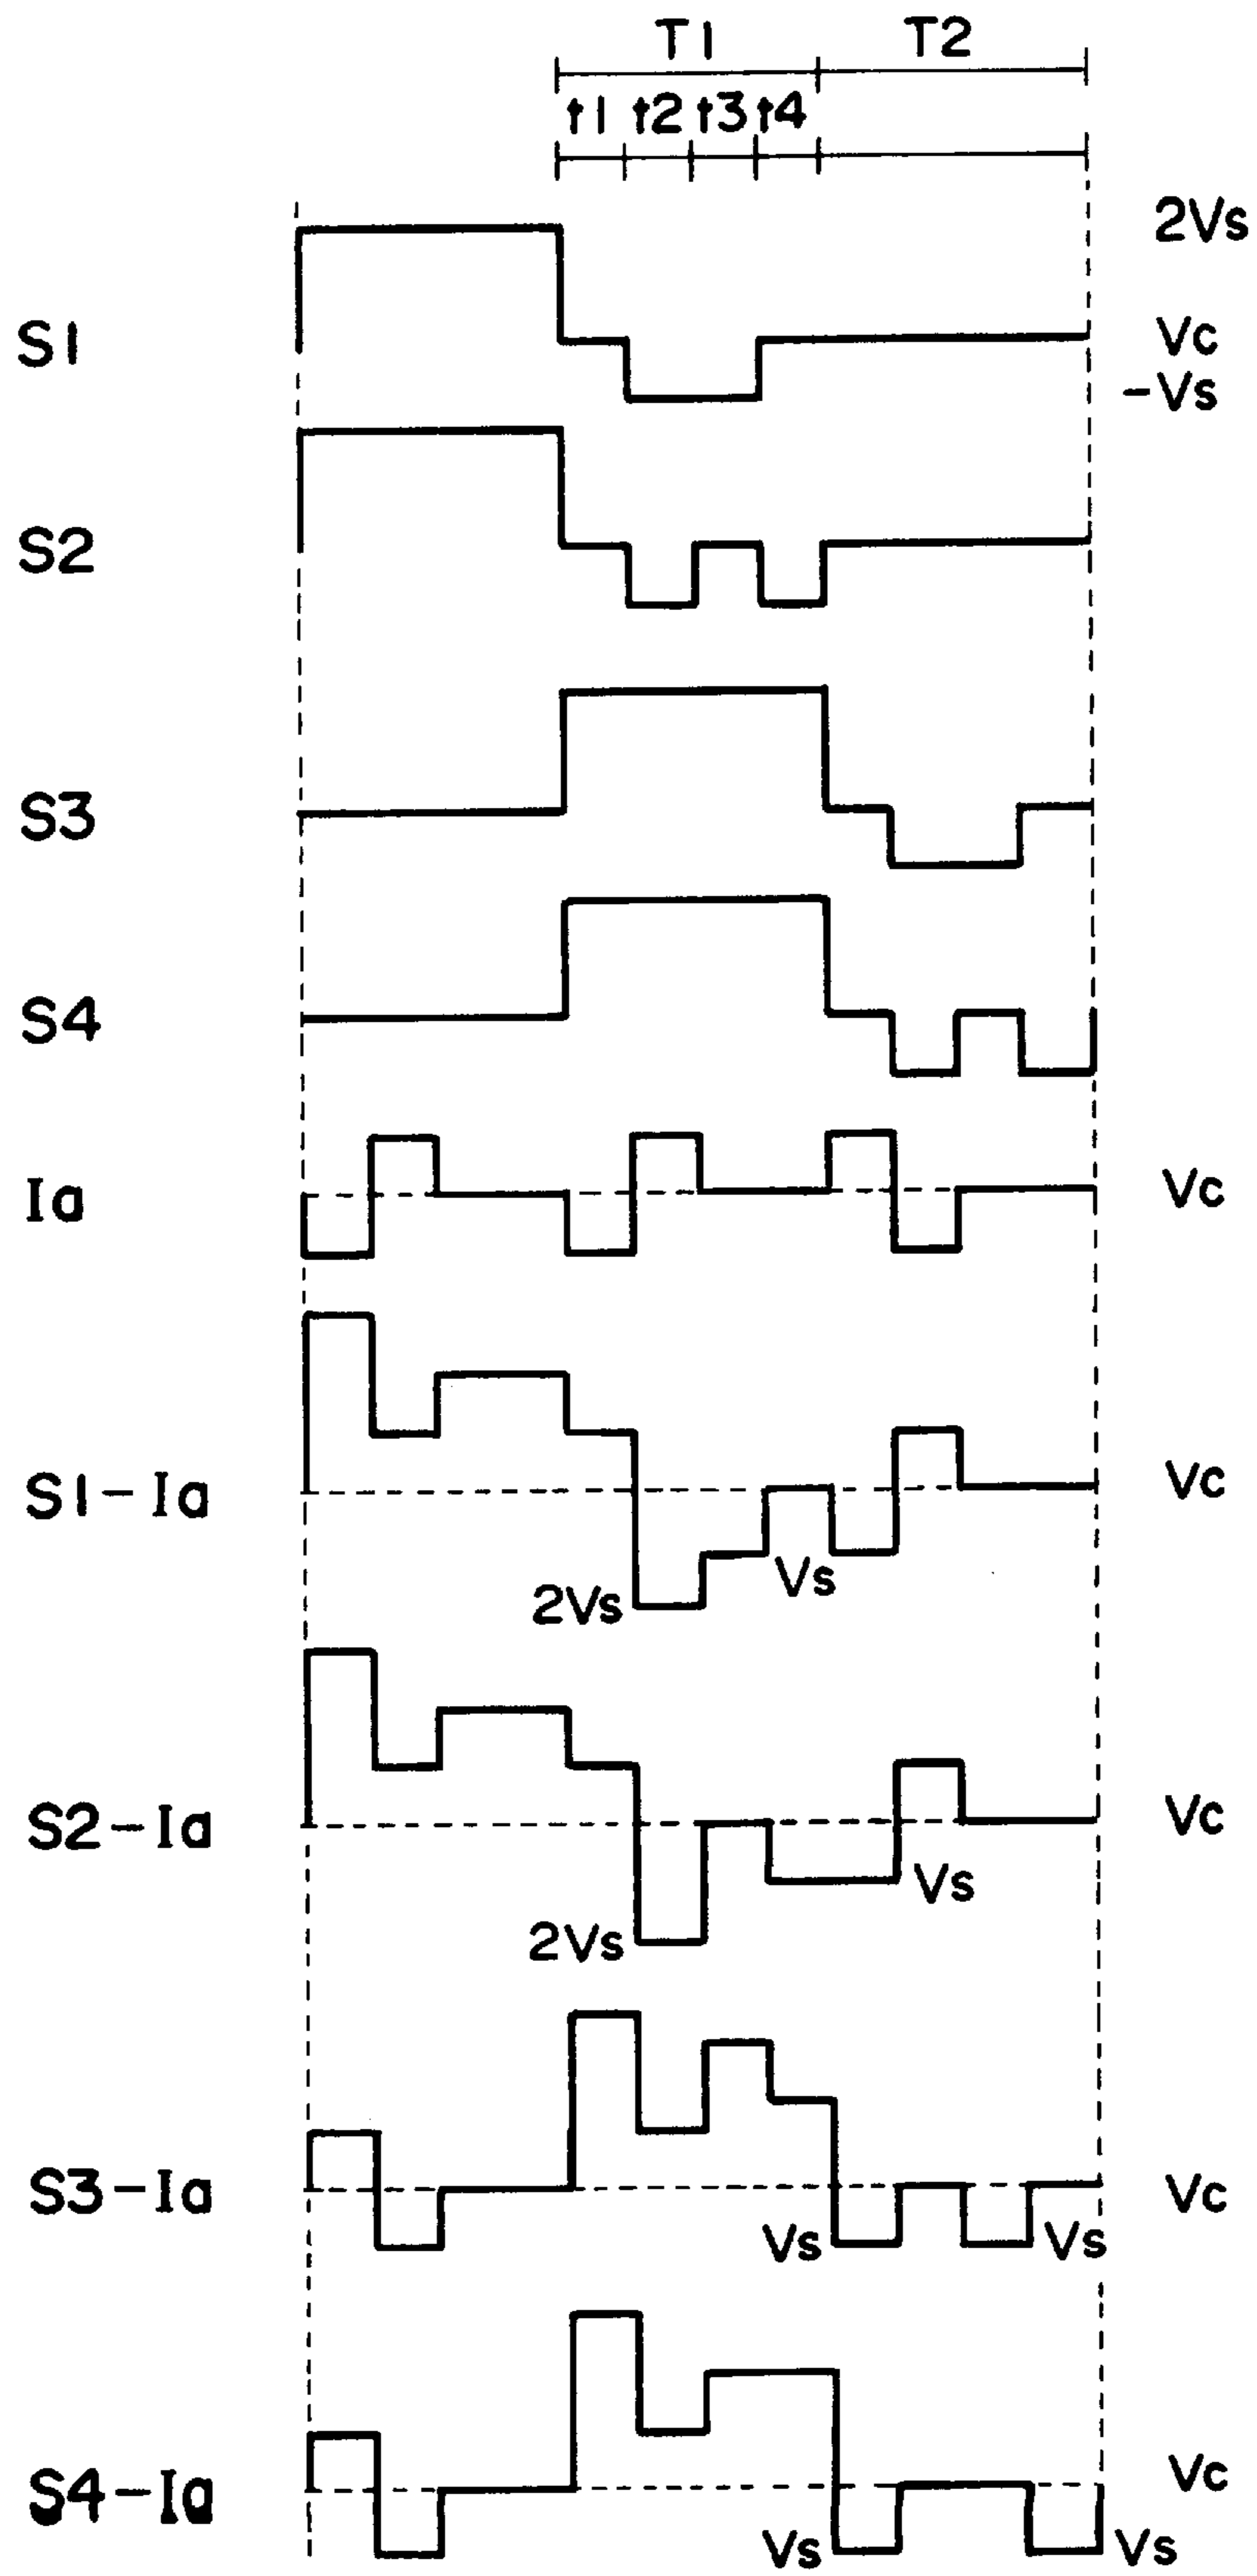 T1 T2
t1 t2 t3 t4
2Vs
S1 Vc
-Vs
S2
S3
S4
Ia Vc
S1-Ia Vc
Vs
2Vs
S2-Ia Vc
Vs
2Vs
S3-Ia Vc
Vs Vs
S4-Ia Vc
Vs Vs